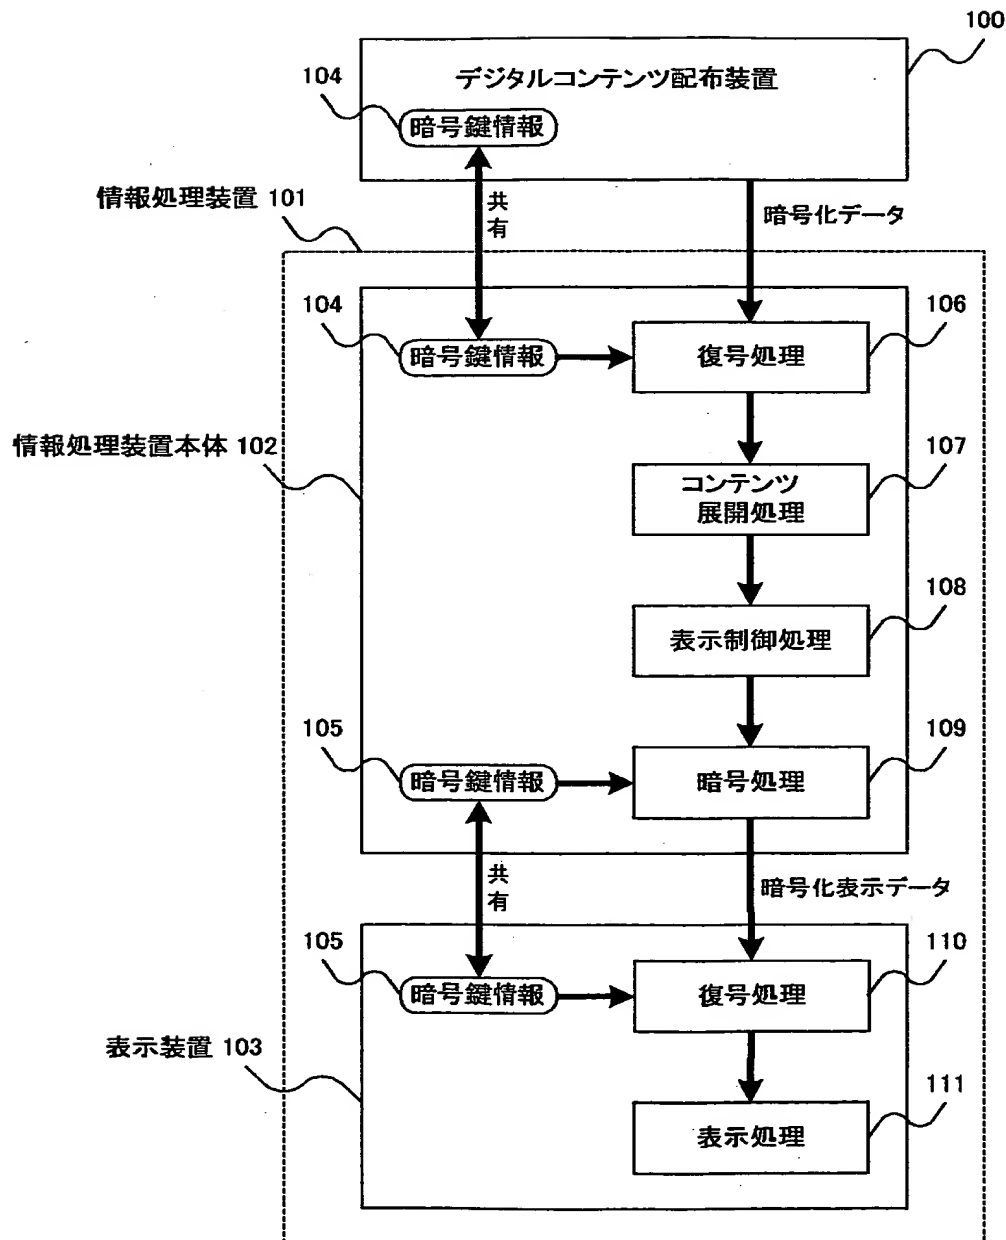 100
デジタルコンテンツ配布装置
104
暗号鍵情報
情報処理装置 101
共有
暗号化データ
104
暗号鍵情報
106
復号処理
情報処理装置本体 102
107
コンテンツ
展開処理
108
表示制御処理
105
暗号鍵情報
109
暗号処理
共有
暗号化表示データ
105
暗号鍵情報
110
復号処理
表示装置 103
111
表示処理